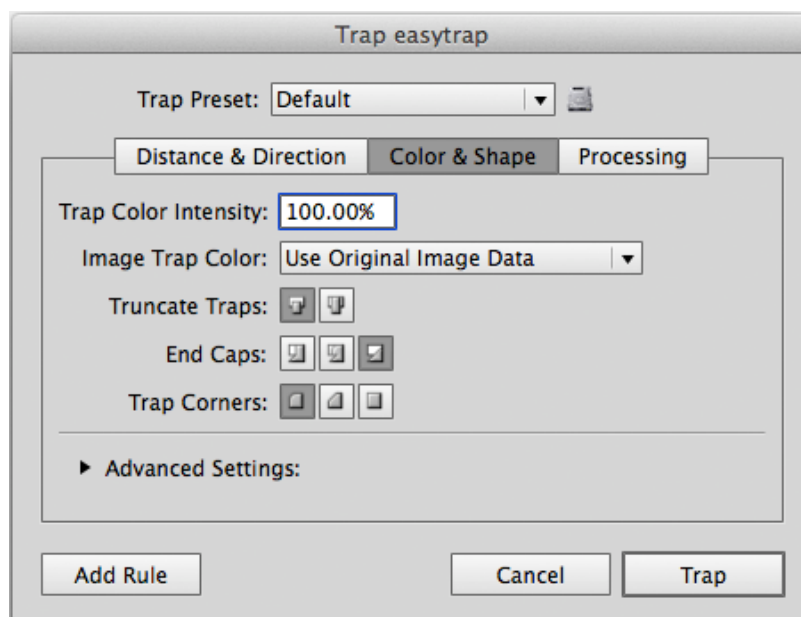 Trap easytrap
Trap Preset: Default
Distance & Direction Color & Shape Processing
Trap Color Intensity: 100.00%
Image Trap Color: Use Original Image Data
Truncate Traps:
End Caps:
Trap Corners:
Advanced Settings:
Add Rule Cancel Trap